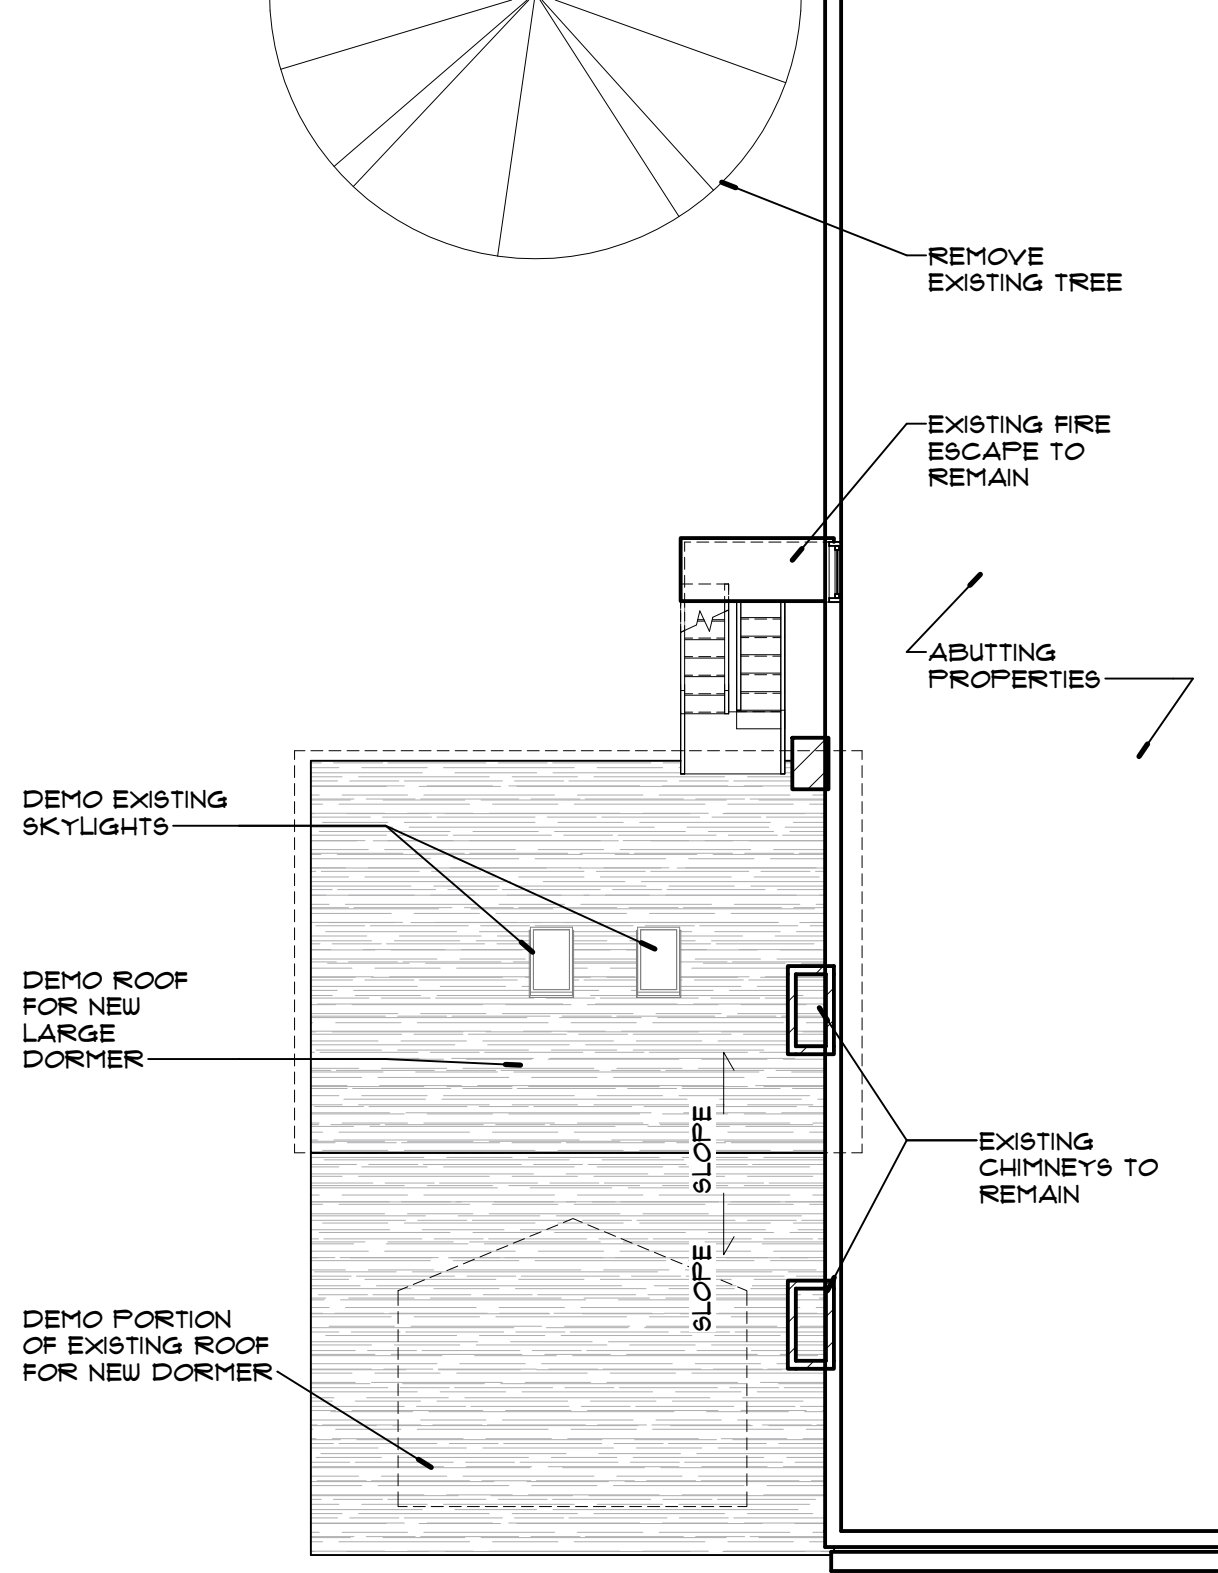 REMOVE
EXISTING TREE
EXISTING FIRE
ESCAPE TO
REMAIN
ABUTTING
PROPERTIES
DEMO EXISTING
SKYLIGHTS
DEMO ROOF
FOR NEW
LARGE
DORMER
SLOPE
SLOPE
EXISTING
CHIMNEYS TO
REMAIN
DEMO PORTION
OF EXISTING ROOF
FOR NEW DORMER